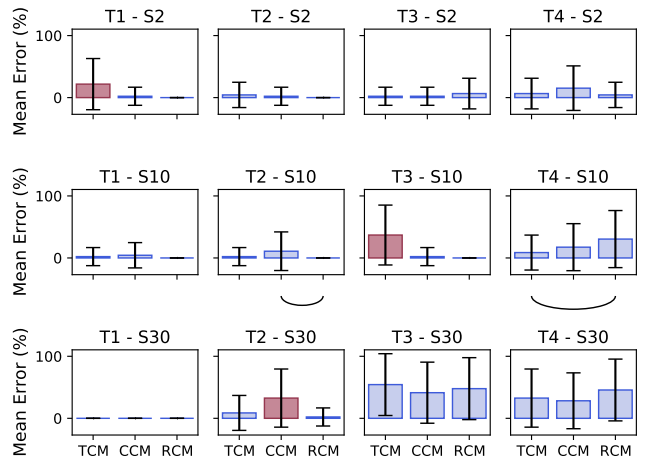 T1 - S2 T2 - S2 T3 - S2 T4 - S2
Mean Error (%)
100
0
T1 - S10 T2 - S10 T3 - S10 T4 - S10
Mean Error (%)
100
0
T1 - S30 T2 - S30 T3 - S30 T4 - S30
Mean Error (%)
100
0
TCM CCM RCM TCM CCM RCM TCM CCM RCM TCM CCM RCM